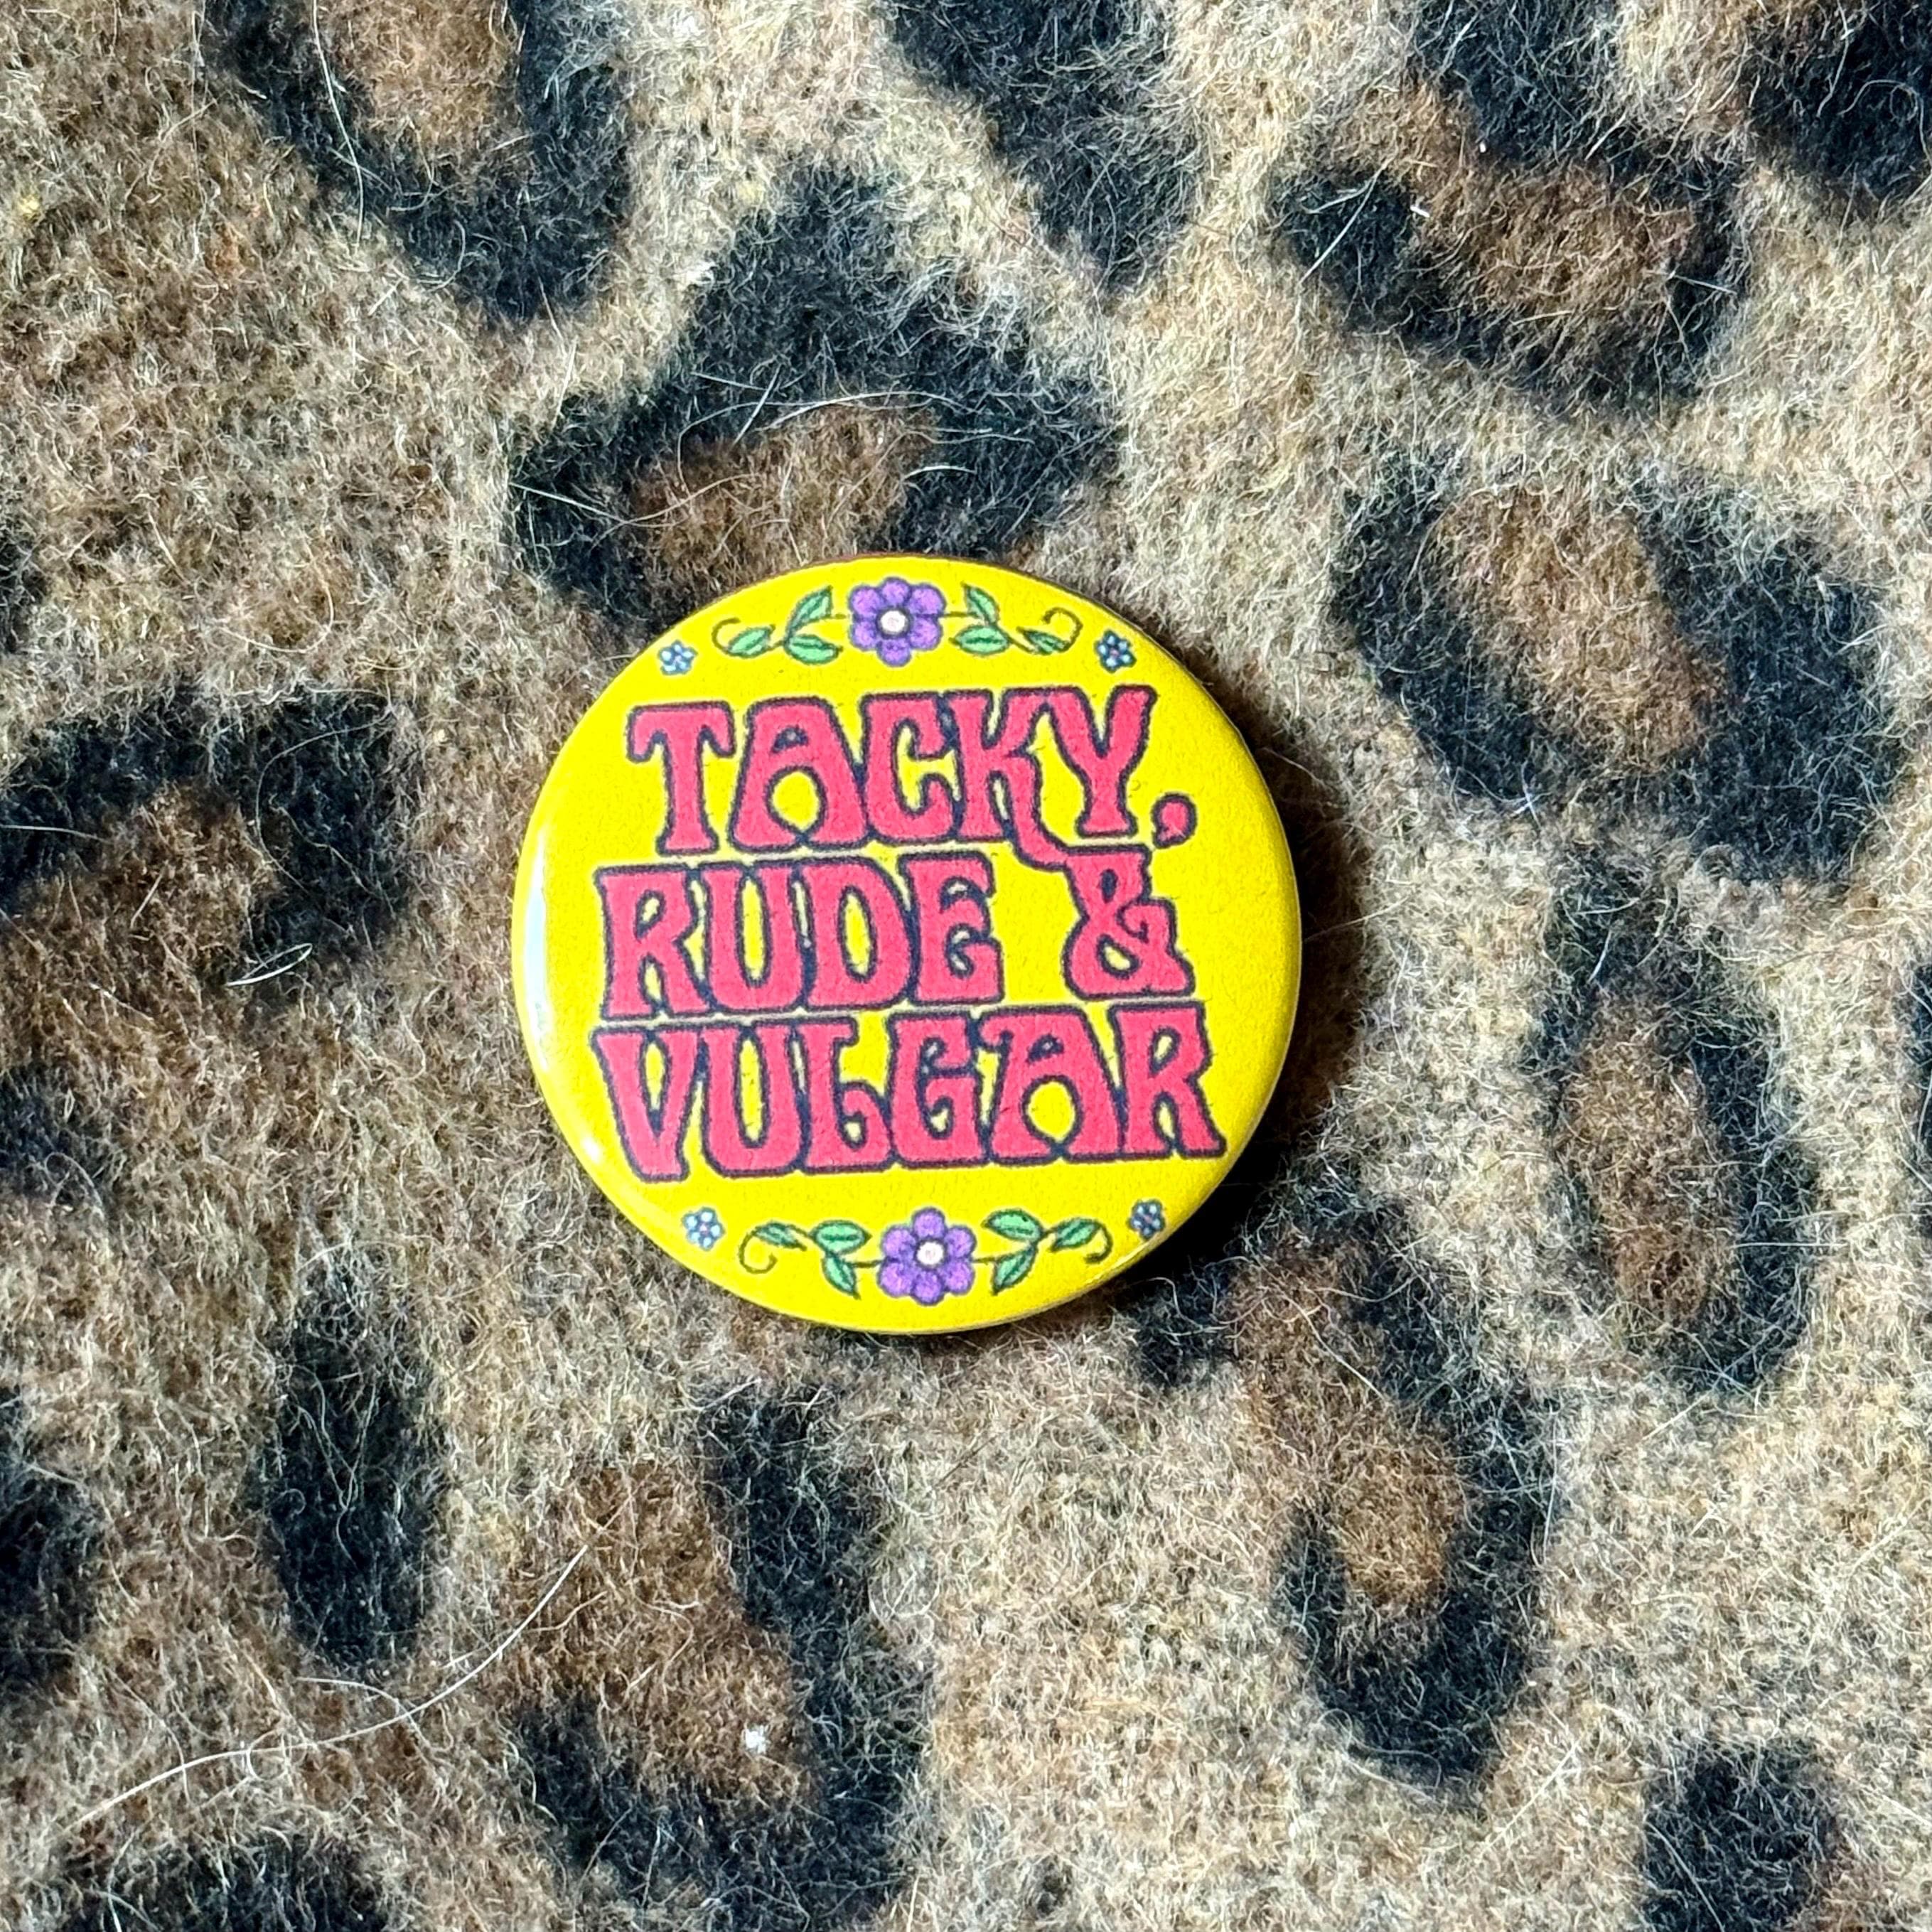 TACKY,
RUDE &
VULGAR